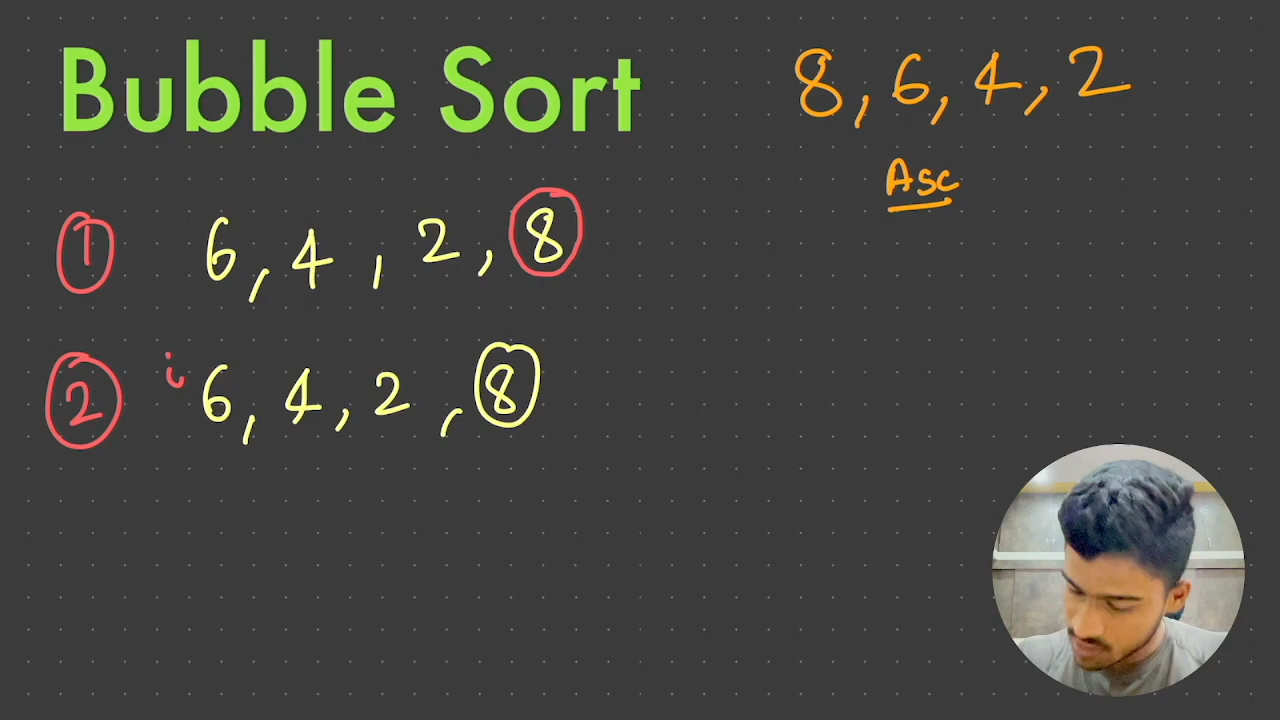 Bubble Sort
8, 6, 4, 2
Asc
1 6, 4, 2, 8
2 i 6, 4, 2, 8